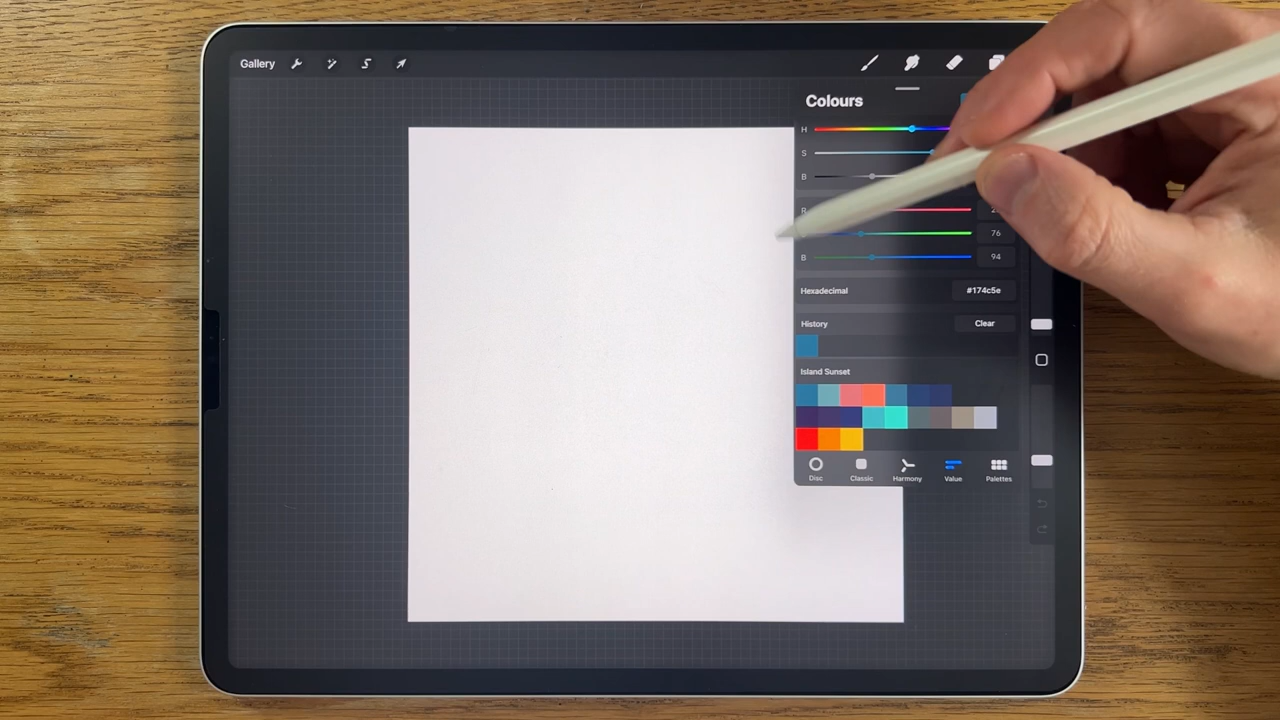 Gallery
Colours
H
S
B
R
76
B 94
Hexadecimal #174c5e
History Clear
Island Sunset
Disc Classic Harmony Value Palettes